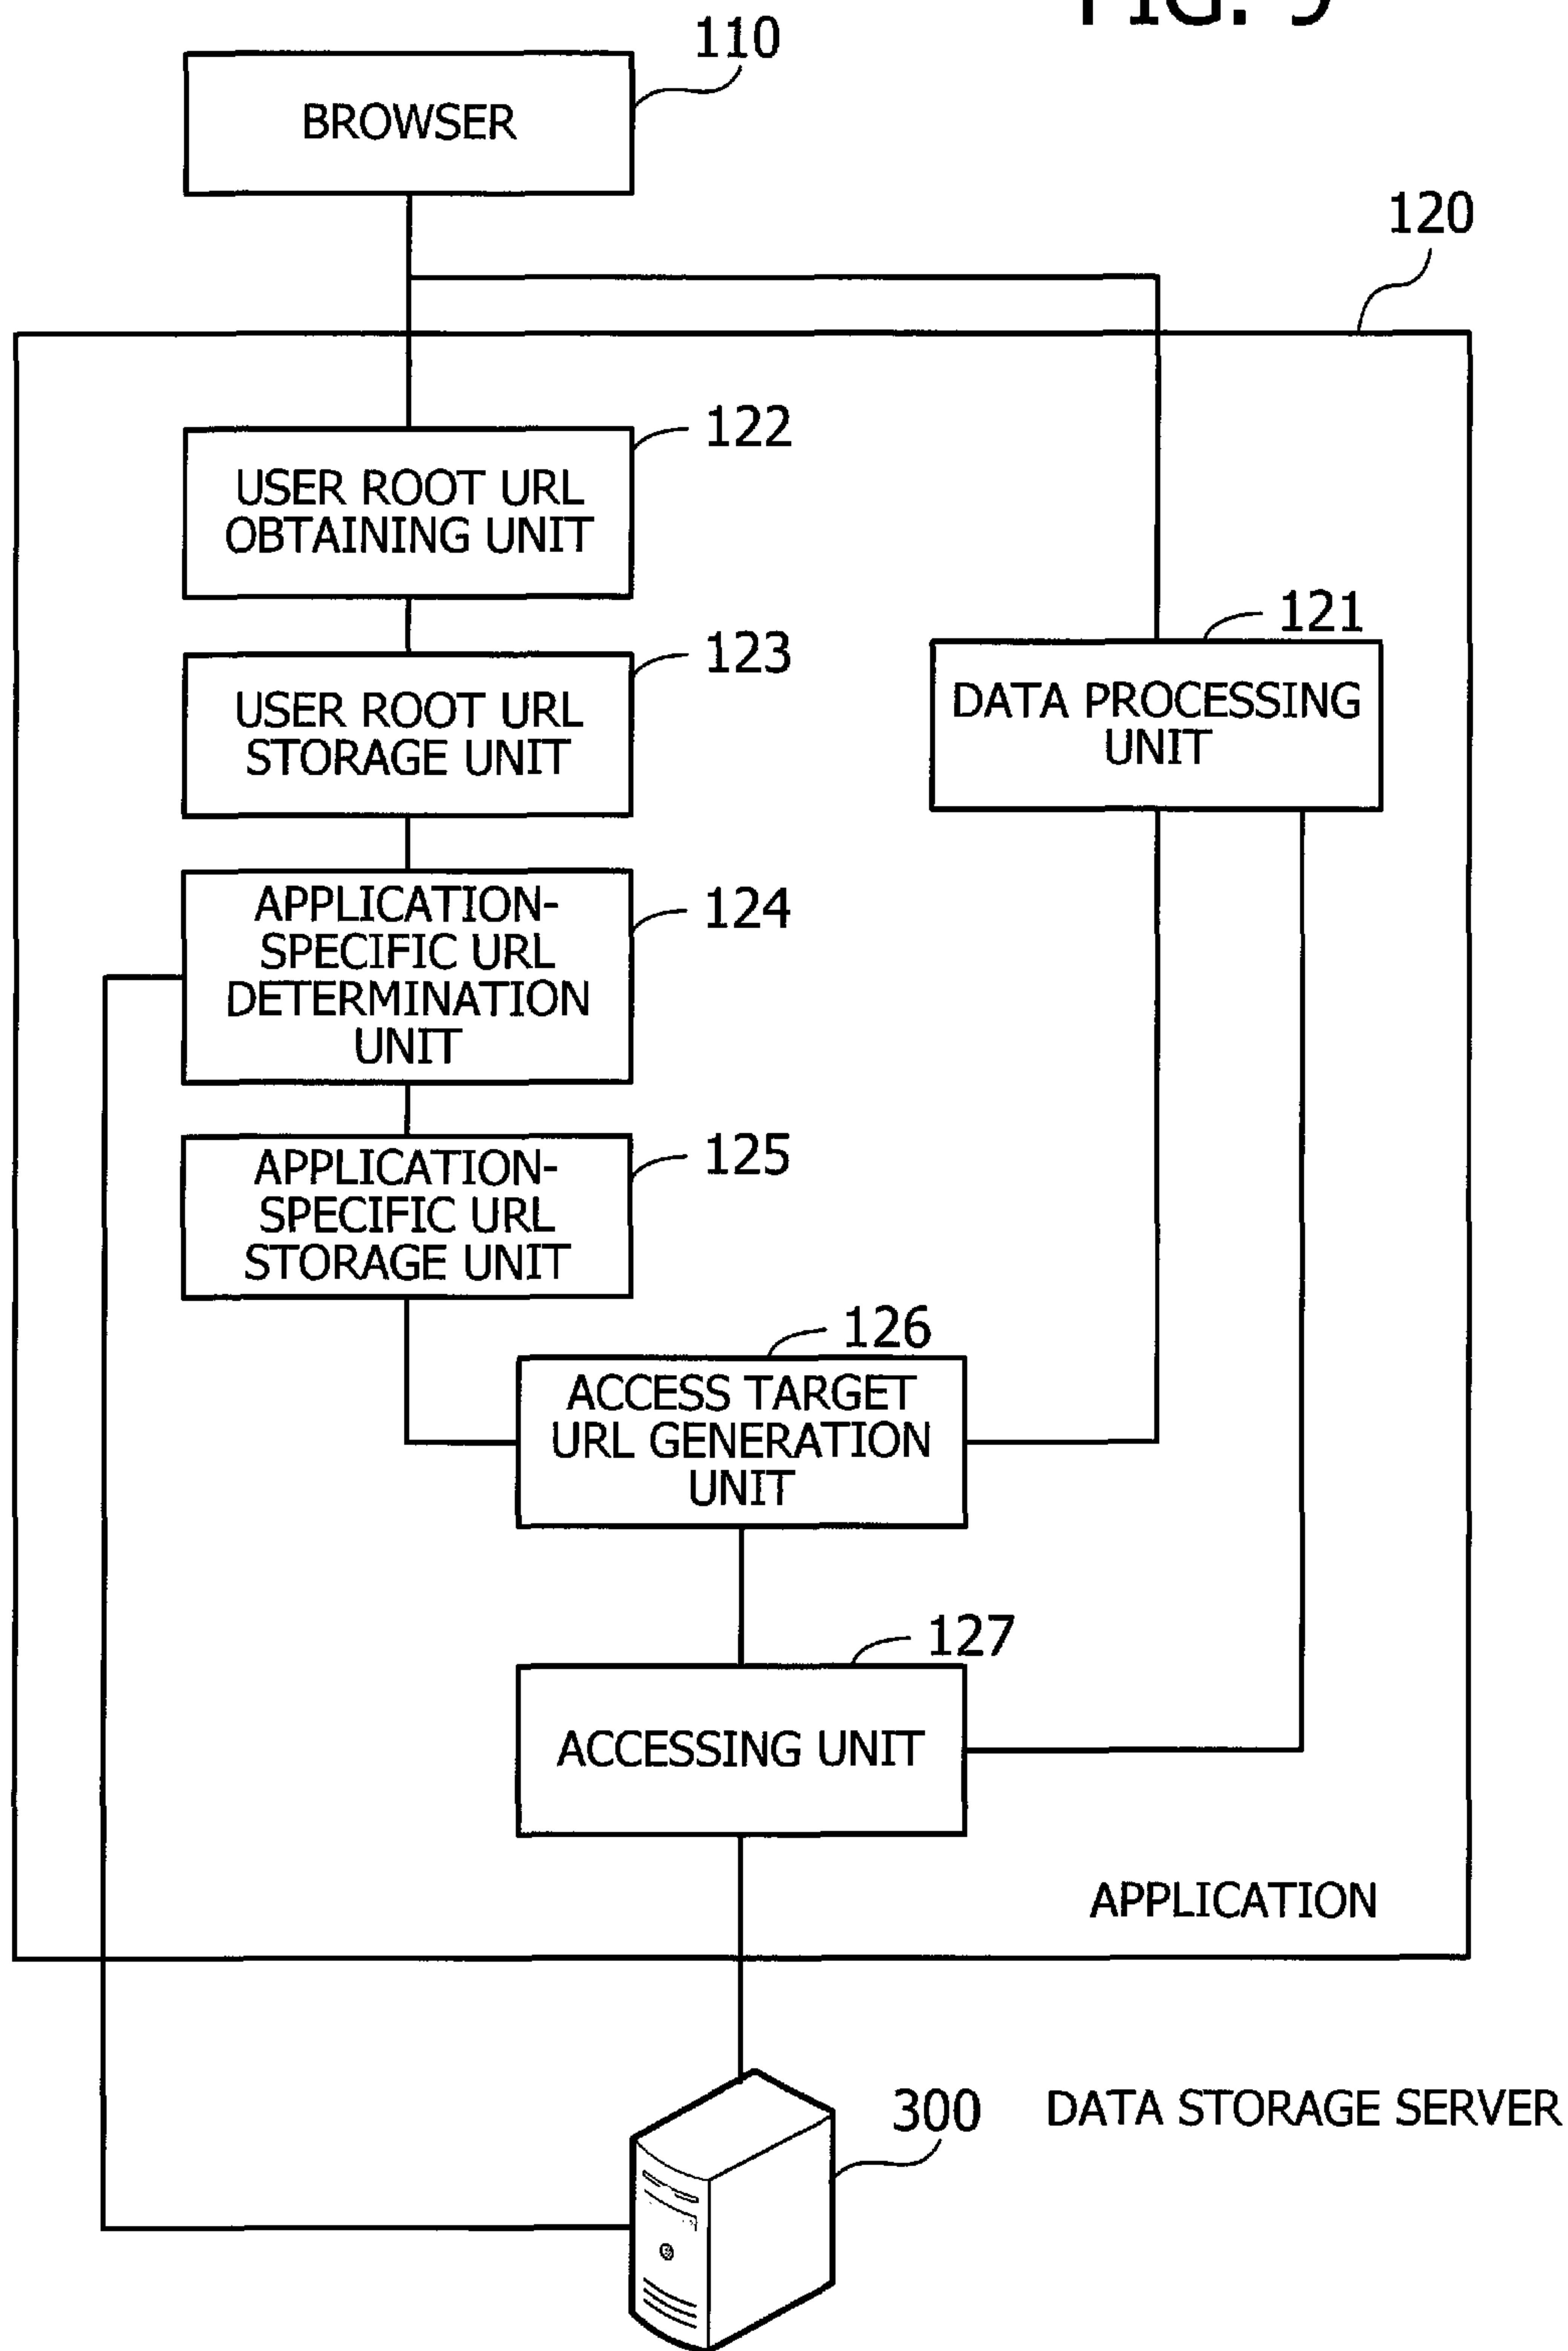 FIG. 9
110
BROWSER
120
122
USER ROOT URL
OBTAINING UNIT
121
DATA PROCESSING
UNIT
123
USER ROOT URL
STORAGE UNIT
124
APPLICATION-
SPECIFIC URL
DETERMINATION
UNIT
125
APPLICATION-
SPECIFIC URL
STORAGE UNIT
126
ACCESS TARGET
URL GENERATION
UNIT
127
ACCESSING UNIT
APPLICATION
300
DATA STORAGE SERVER